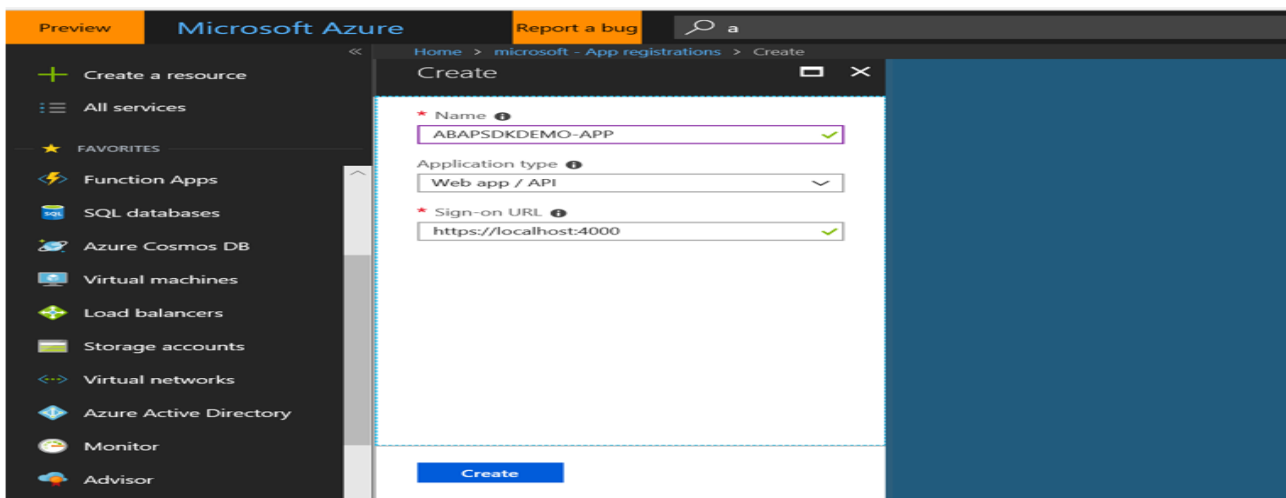 Preview
Microsoft Azure
Report a bug
a
Home > microsoft - App registrations > Create
Create a resource
All services
FAVORITES
Function Apps
SQL databases
Azure Cosmos DB
Virtual machines
Load balancers
Storage accounts
Virtual networks
Azure Active Directory
Monitor
Advisor
Create
* Name
ABAPSDKDEMO-APP
Application type
Web app / API
* Sign-on URL
https://localhost:4000
Create